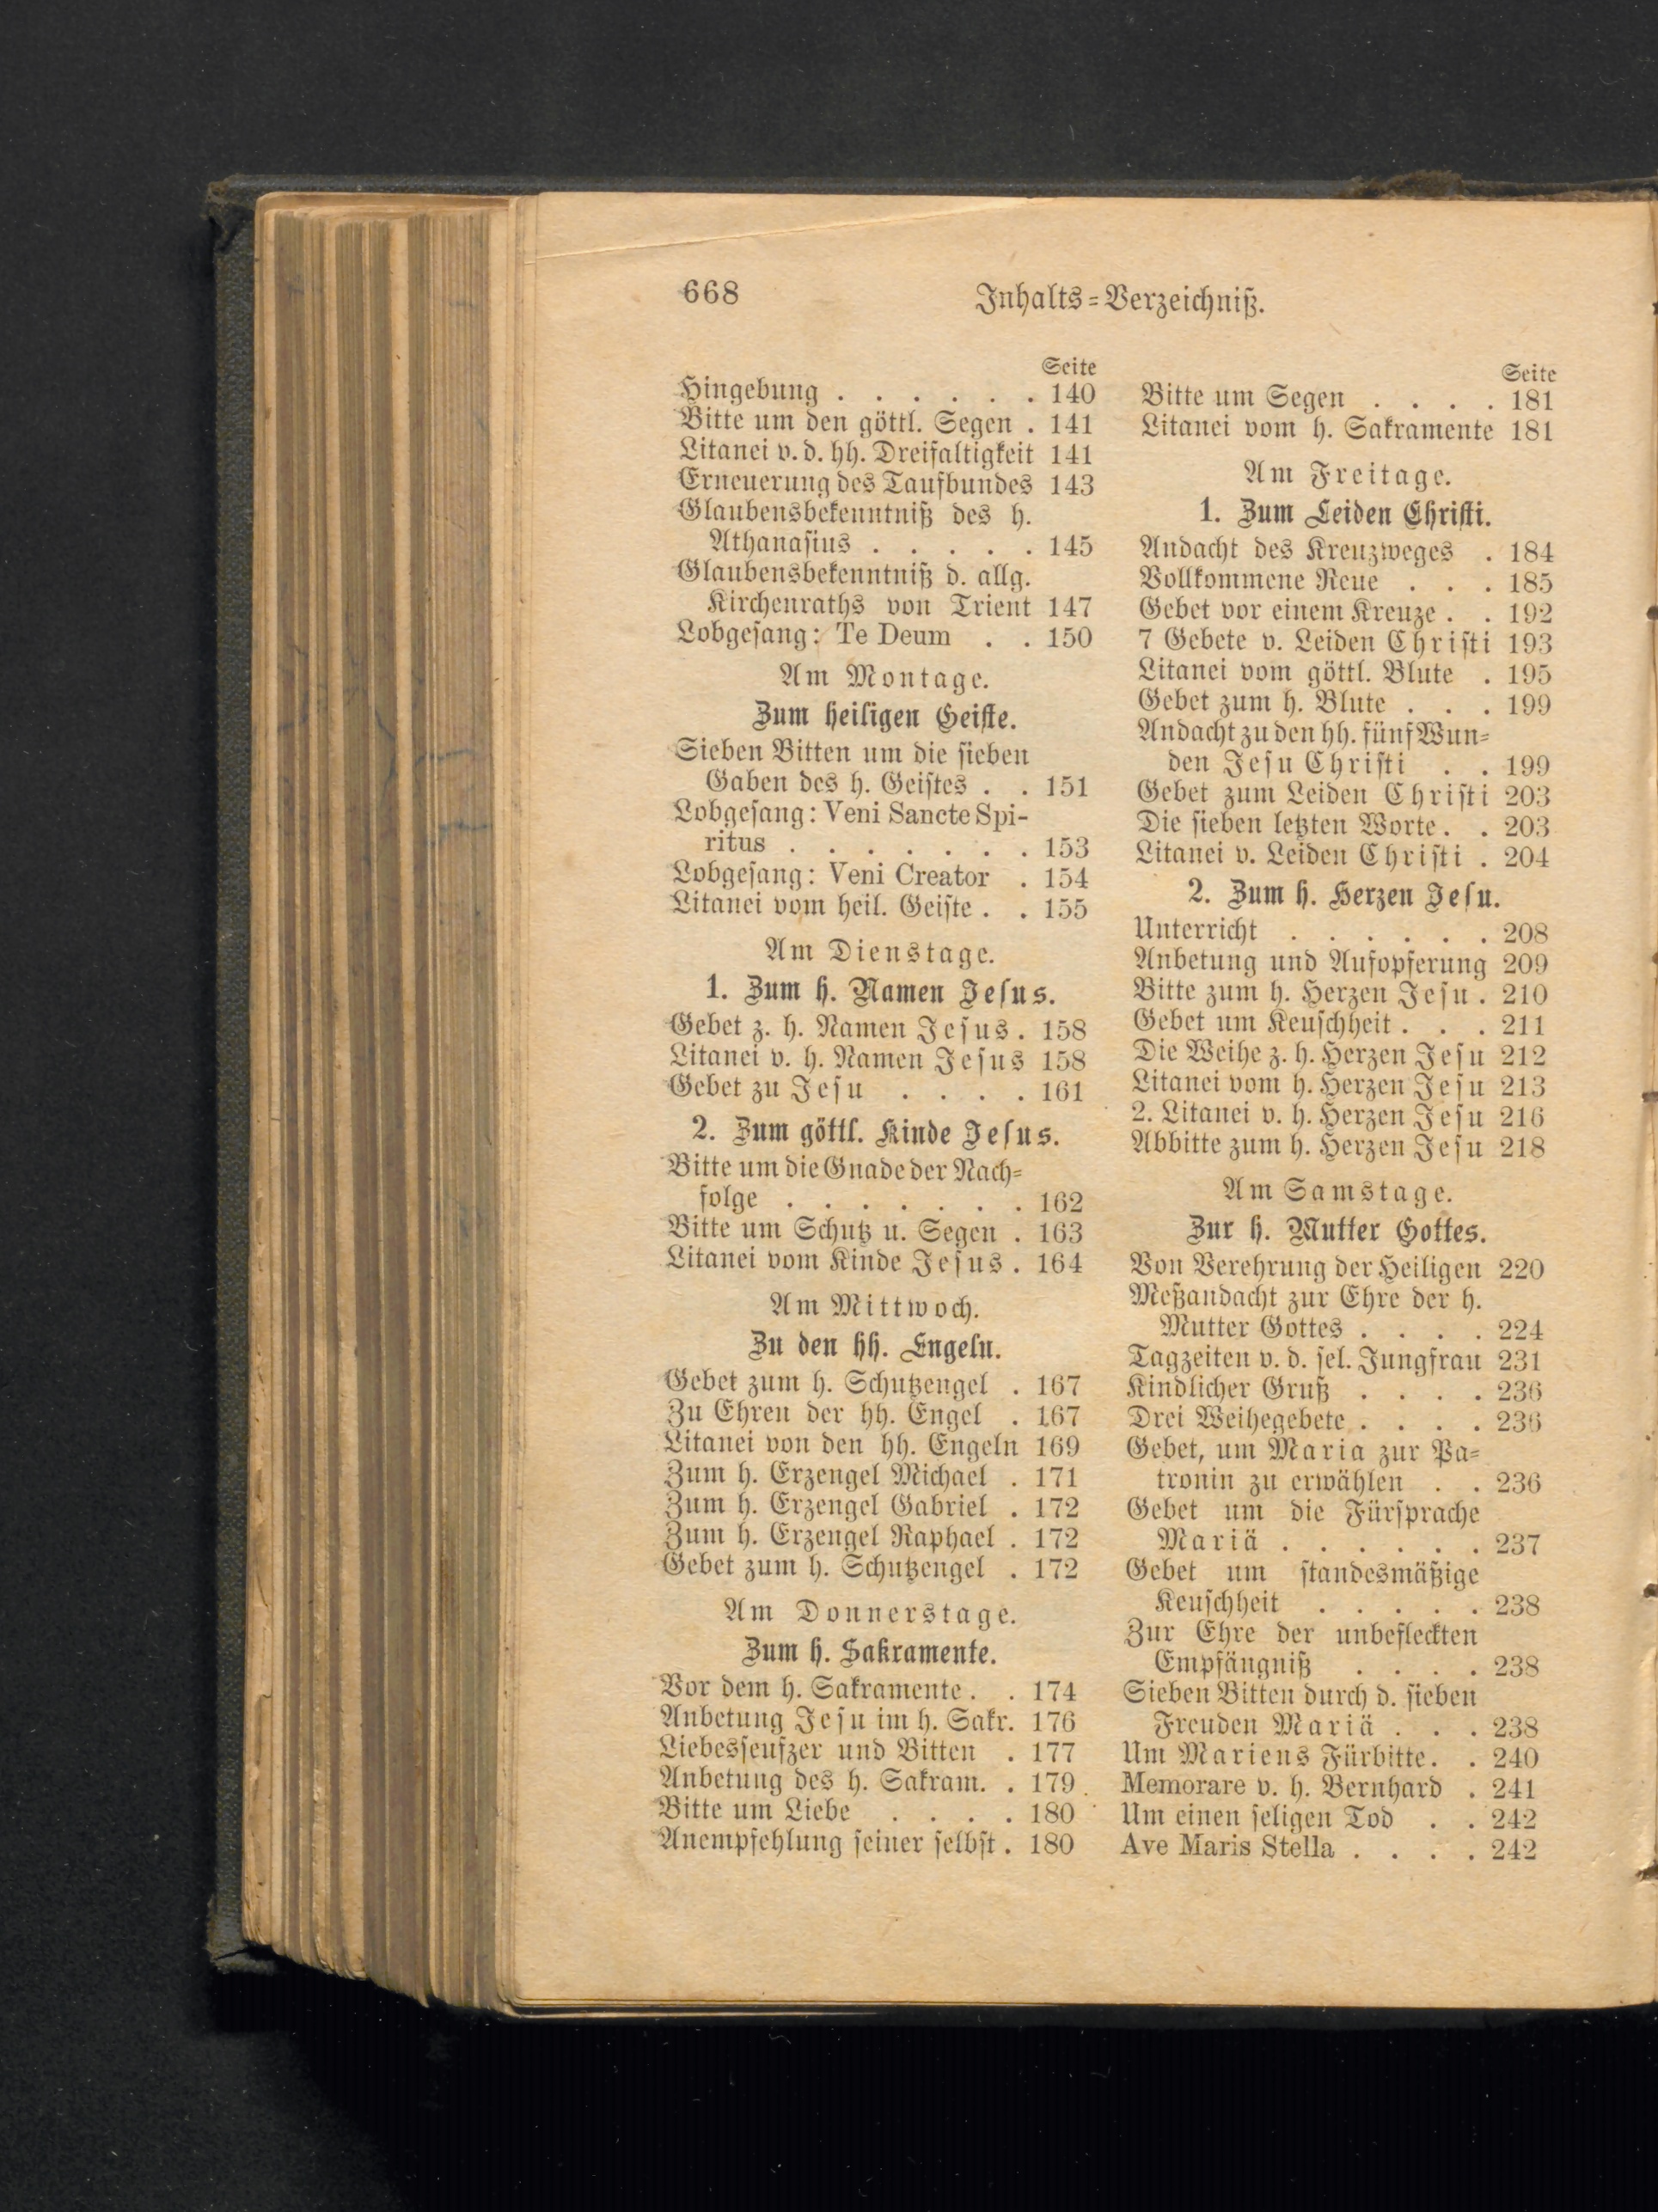 668
Inhalts=Verzeichniß.
Seite
Hingebung . . . . . . 140
Bitte um den göttl. Segen . 141
Litanei v. d. hh. Dreifaltigkeit 141
Erneuerung des Taufbundes 143
Glaubensbekenntniß des h.
Athanasius . . . . . 145
Glaubensbekenntniß d. allg.
Kirchenraths von Trient 147
Lobgesang: Te Deum . . 150
Am Montage.
Zum heiligen Geiste.
Sieben Bitten um die sieben
Gaben des h. Geistes . . 151
Lobgesang: Veni Sancte Spi-
ritus . . . . . . . 153
Lobgesang: Veni Creator . 154
Litanei vom heil. Geiste . . 155
Am Dienstage.
1. Zum h. Namen Jesus.
Gebet z. h. Namen Jesus . 158
Litanei v. h. Namen Jesus 158
Gebet zu Jesu . . . . 161
2. Zum göttl. Kinde Jesus.
Bitte um die Gnade der Nach=
folge . . . . . . . 162
Bitte um Schutz u. Segen . 163
Litanei vom Kinde Jesus . 164
Am Mittwoch.
Zu den hh. Engeln.
Gebet zum h. Schutzengel . 167
Zu Ehren der hh. Engel . 167
Litanei von den hh. Engeln 169
Zum h. Erzengel Michael . 171
Zum h. Erzengel Gabriel . 172
Zum h. Erzengel Raphael . 172
Gebet zum h. Schutzengel . 172
Am Donnerstage.
Zum h. Sakramente.
Vor dem h. Sakramente . . 174
Anbetung Jesu im h. Sakr. 176
Liebesseufzer und Bitten . 177
Anbetung des h. Sakram. . 179
Bitte um Liebe . . . . 180
Anempfehlung seiner selbst . 180
Seite
Bitte um Segen . . . . 181
Litanei vom h. Sakramente 181
Am Freitage.
1. Zum Leiden Christi.
Andacht des Kreuzweges . 184
Vollkommene Reue . . . 185
Gebet vor einem Kreuze . . 192
7 Gebete v. Leiden Christi 193
Litanei vom göttl. Blute . 195
Gebet zum h. Blute . . . 199
Andacht zu den hh. fünf Wun=
den Jesu Christi . . 199
Gebet zum Leiden Christi 203
Die sieben letzten Worte . . 203
Litanei v. Leiden Christi . 204
2. Zum h. Herzen Jesu.
Unterricht . . . . . . 208
Anbetung und Aufopferung 209
Bitte zum h. Herzen Jesu . 210
Gebet um Keuschheit . . . 211
Die Weihe z. h. Herzen Jesu 212
Litanei vom h. Herzen Jesu 213
2. Litanei v. h. Herzen Jesu 216
Abbitte zum h. Herzen Jesu 218
Am Samstage.
Zur h. Mutter Gottes.
Von Verehrung der Heiligen 220
Meßandacht zur Ehre der h.
Mutter Gottes . . . . 224
Tagzeiten v. d. sel. Jungfrau 231
Kindlicher Gruß . . . . 236
Drei Weihegebete . . . . 236
Gebet, um Maria zur Pa=
tronin zu erwählen . . 236
Gebet um die Fürsprache
Mariä . . . . . . 237
Gebet um standesmäßige
Keuschheit . . . . . 238
Zur Ehre der unbefleckten
Empfängniß . . . . 238
Sieben Bitten durch d. sieben
Freuden Mariä . . . 238
Um Mariens Fürbitte . . 240
Memorare v. h. Bernhard . 241
Um einen seligen Tod . . 242
Ave Maris Stella . . . . 242